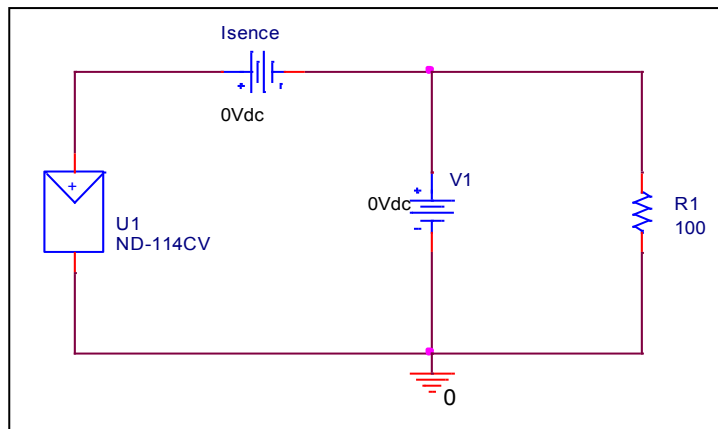 Isence
0Vdc
U1
ND-114CV
V1
0Vdc
R1
100
0